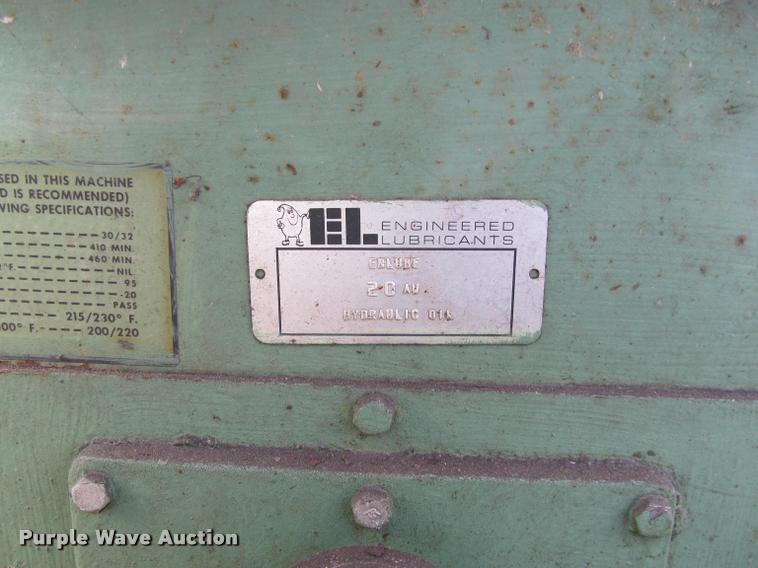 SED IN THIS MACHINE
D IS RECOMMENDED)
WING SPECIFICATIONS:
30/32
410 MIN.
460 MIN.
°F. NIL.
95
-20
PASS
215/230° F.
00° F. 200/220
EL ENGINEERED
LUBRICANTS
ENLUBE
20 AW
HYDRAULIC OIL
Purple Wave Auction